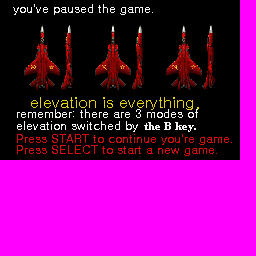 you've paused the game.
elevation is everything,
remember: there are 3 modes of
elevation switched by the B key.
Press START to continue you're game.
Press SELECT to start a new game.